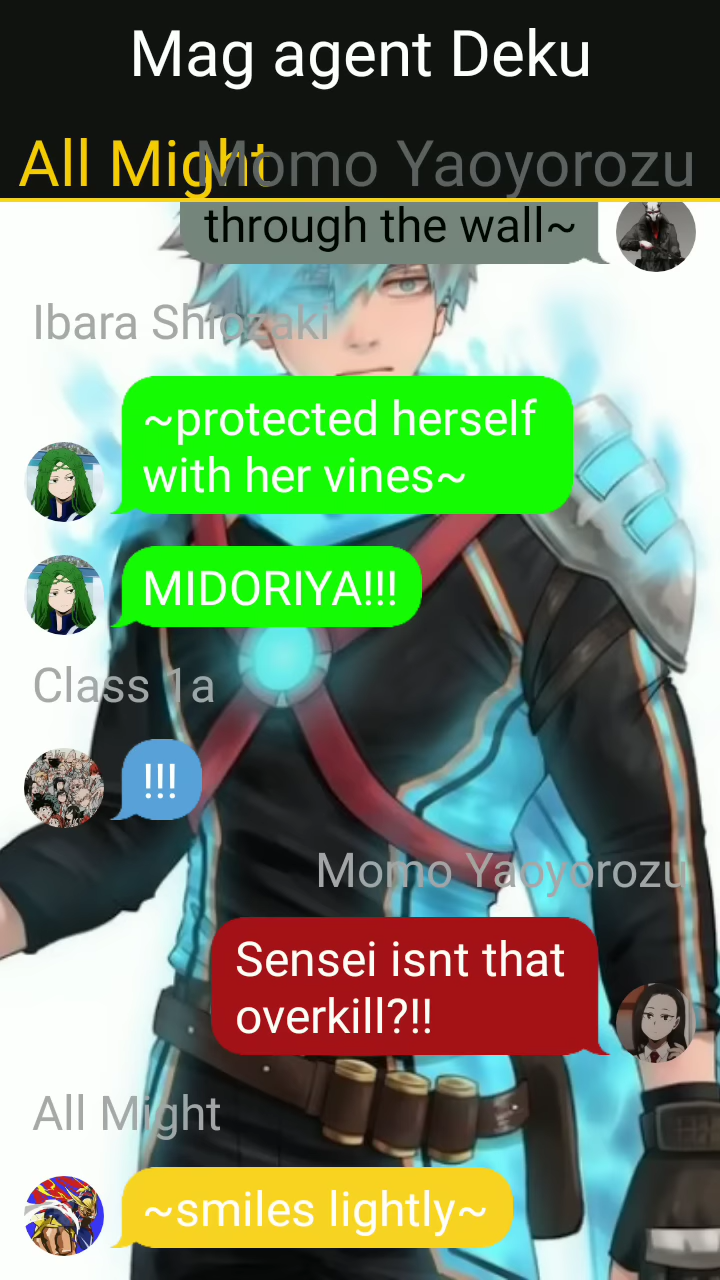 Mag agent Deku
All Might Momo Yaoyorozu
through the wall~
Ibara Shiozaki
~protected herself
with her vines~
MIDORIYA!!!
Class 1a
!!!
Momo Yaoyorozu
Sensei isnt that
overkill?!!
All Might
~smiles lightly~